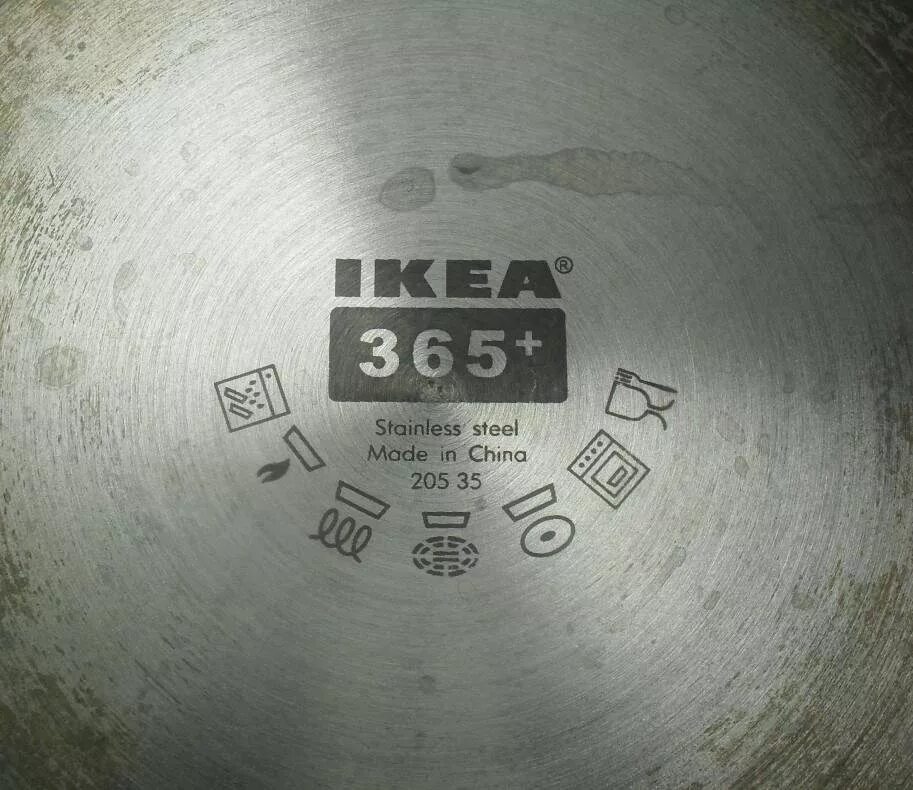 IKEA®
365+
Stainless steel
Made in China
205 35